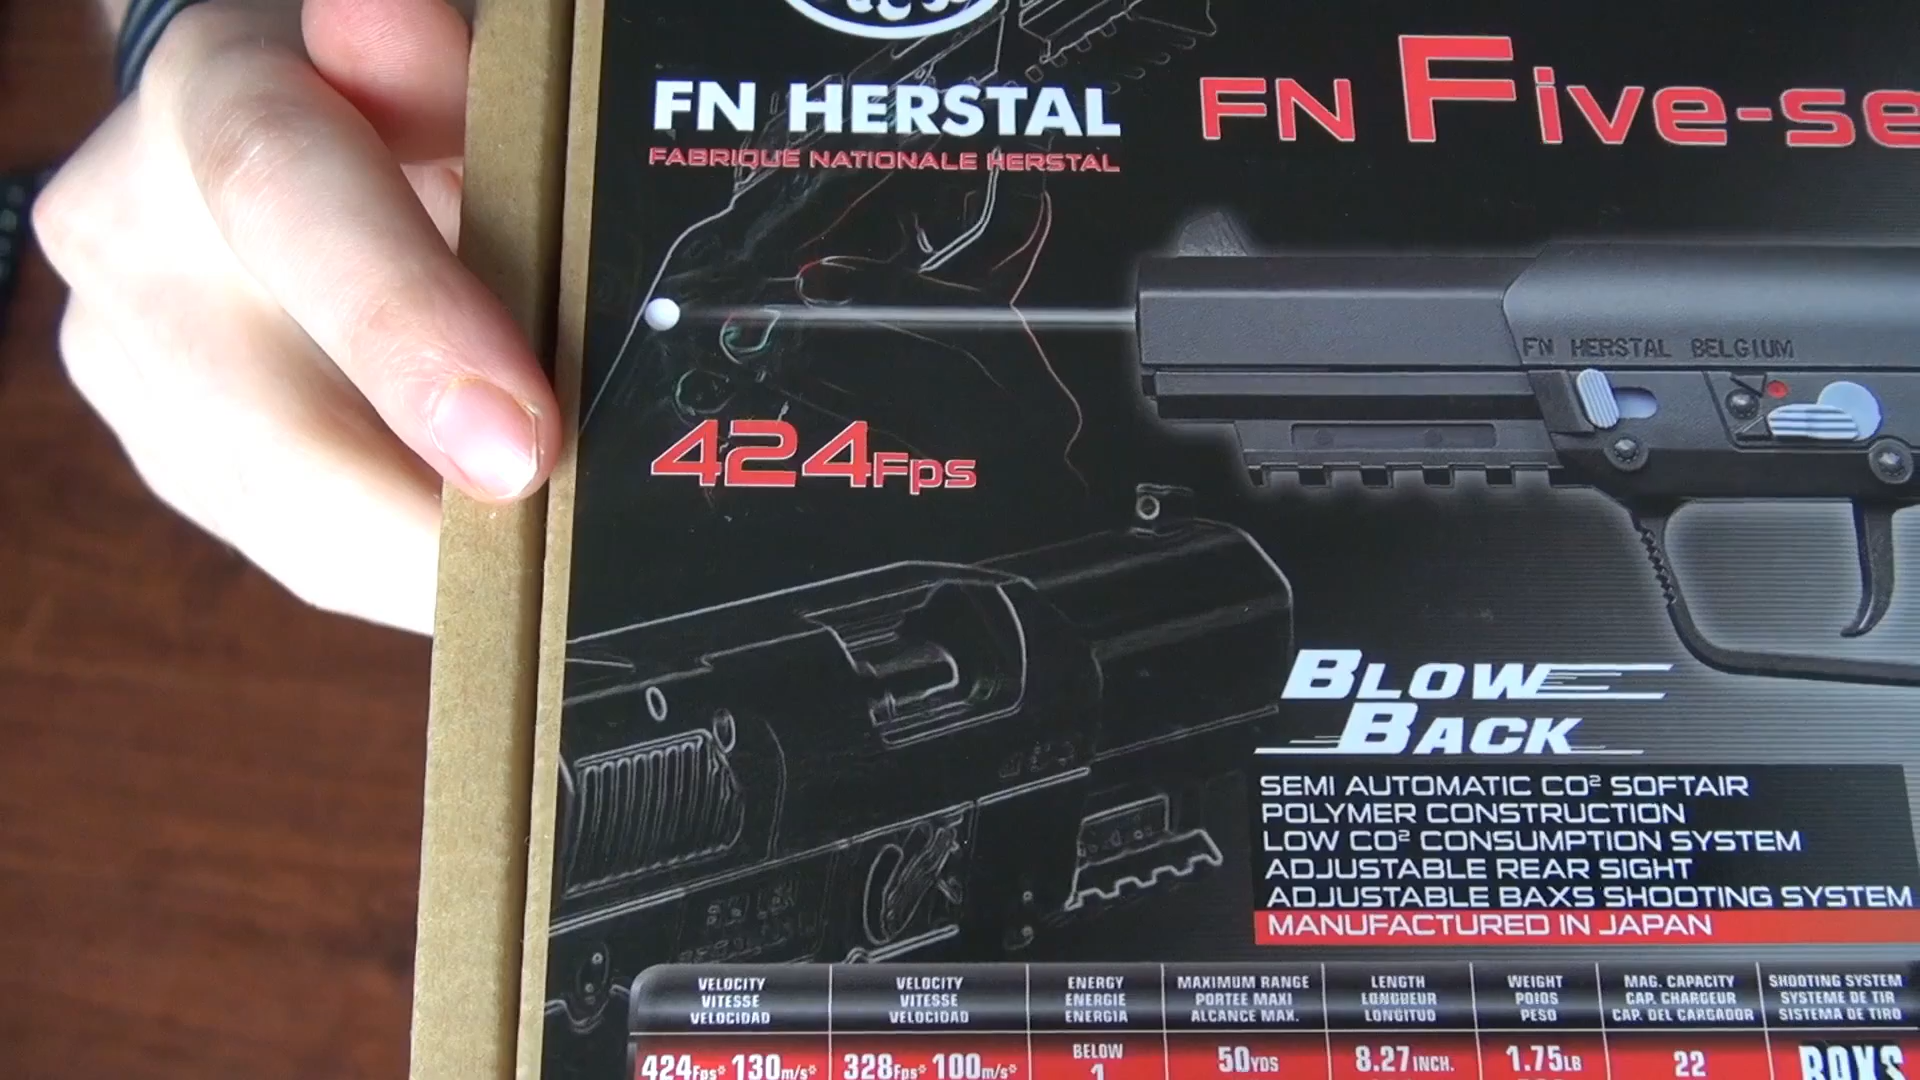 FN HERSTAL
FABRIQUE NATIONALE HERSTAL
FN Five-se
FN HERSTAL BELGIUM
424Fps
BLOW
BACK
SEMI AUTOMATIC CO² SOFTAIR
POLYMER CONSTRUCTION
LOW CO² CONSUMPTION SYSTEM
ADJUSTABLE REAR SIGHT
ADJUSTABLE BAXS SHOOTING SYSTEM
MANUFACTURED IN JAPAN
VELOCITY
VITESSE
VELOCIDAD
VELOCITY
VITESSE
VELOCIDAD
ENERGY
ENERGIE
ENERGIA
MAXIMUM RANGE
PORTEE MAXI
ALCANCE MAX.
LENGTH
LONGUEUR
LONGITUD
WEIGHT
POIDS
PESO
MAG. CAPACITY
CAP. CHARGEUR
CAP. DEL CARGADOR
SHOOTING SYSTEM
SYSTEME DE TIR
SISTEMA DE TIRO
424Fps* 130m/s*
328Fps* 100m/s*
BELOW
1
50YDS
8.27INCH.
1.75LB
22
BAXS